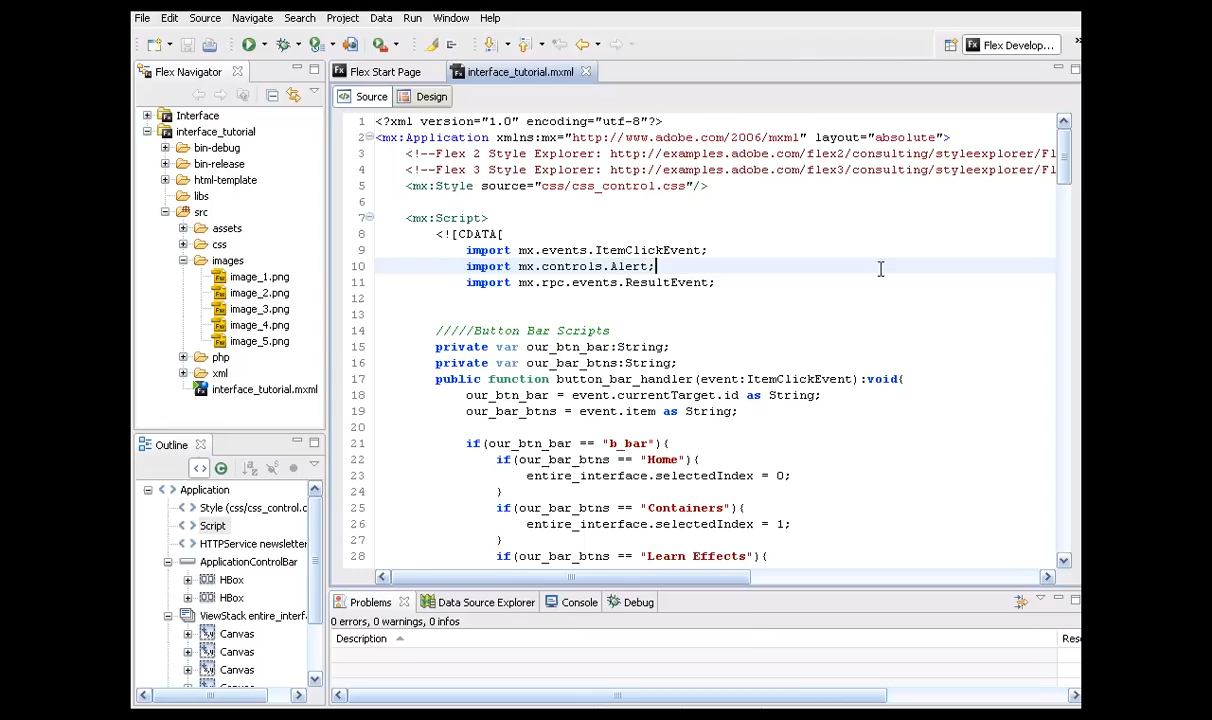 File Edit Source Navigate Search Project Data Run Window Help
Flex Develop...
Flex Navigator
Flex Start Page
interface_tutorial.mxml
Source
Design
Interface
interface_tutorial
bin-debug
bin-release
html-template
libs
src
assets
css
images
image_1.png
image_2.png
image_3.png
image_4.png
image_5.png
php
xml
interface_tutorial.mxml
1 <?xml version="1.0" encoding="utf-8"?>
2 <mx:Application xmlns:mx="http://www.adobe.com/2006/mxml" layout="absolute">
3 <!--Flex 2 Style Explorer: http://examples.adobe.com/flex2/consulting/styleexplorer/Fl
4 <!--Flex 3 Style Explorer: http://examples.adobe.com/flex3/consulting/styleexplorer/Fl
5 <mx:Style source="css/css_control.css"/>
6
7 <mx:Script>
8 <![CDATA[
9 import mx.events.ItemClickEvent;
10 import mx.controls.Alert;
11 import mx.rpc.events.ResultEvent;
12
13
14 /////Button Bar Scripts
15 private var our_btn_bar:String;
16 private var our_bar_btns:String;
17 public function button_bar_handler(event:ItemClickEvent):void{
18 our_btn_bar = event.currentTarget.id as String;
19 our_bar_btns = event.item as String;
20
21 if(our_btn_bar == "b_bar"){
22 if(our_bar_btns == "Home"){
23 entire_interface.selectedIndex = 0;
24 }
25 if(our_bar_btns == "Containers"){
26 entire_interface.selectedIndex = 1;
27 }
28 if(our_bar_btns == "Learn Effects"){
Outline
Application
Style (css/css_control.c
Script
HTTPService newsletter
ApplicationControlBar
HBox
HBox
ViewStack entire_interf
Canvas
Canvas
Canvas
Problems
Data Source Explorer
Console
Debug
0 errors, 0 warnings, 0 infos
Description